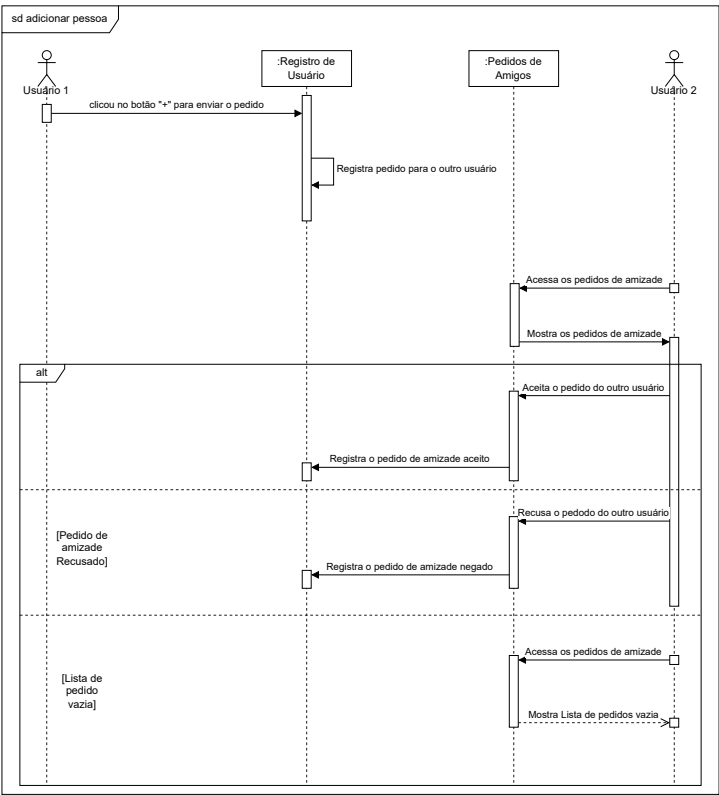 sd adicionar pessoa
:Registro de
Usuário
:Pedidos de
Amigos
Usuário 1
Usuário 2
clicou no botão "+" para enviar o pedido
Registra pedido para o outro usuário
Acessa os pedidos de amizade
Mostra os pedidos de amizade
alt
Aceita o pedido do outro usuário
Registra o pedido de amizade aceito
Recusa o pedodo do outro usuário
[Pedido de
amizade
Recusado]
Registra o pedido de amizade negado
Acessa os pedidos de amizade
[Lista de
pedido
vazia]
Mostra Lista de pedidos vazia